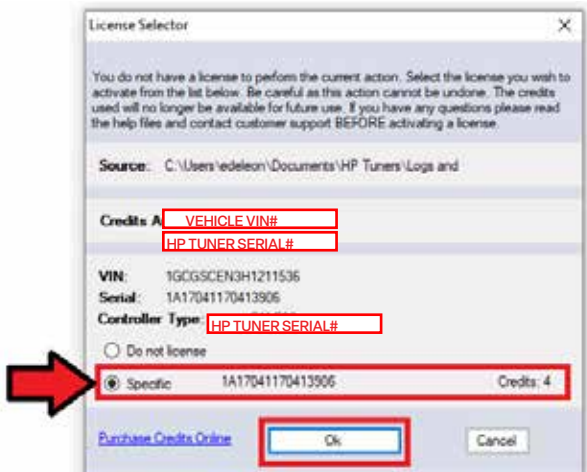 License Selector
You do not have a license to perform the current action. Select the license you wish to
activate from the list below. Be careful as this action cannot be undone. The credits
used will no longer be available for future use. If you have any questions please read
the help files and contact customer support BEFORE activating a license.
Source: C:\Users\edeleon\Documents\HP Tuners\Logs and
Credits A VEHICLE VIN#
HP TUNER SERIAL#
VIN: 1GCGSCEN3H1211536
Serial: 1A17041170413906
Controller Type: HP TUNER SERIAL#
Do not license
Specific 1A17041170413906 Credits: 4
Purchase Credits Online Ok Cancel